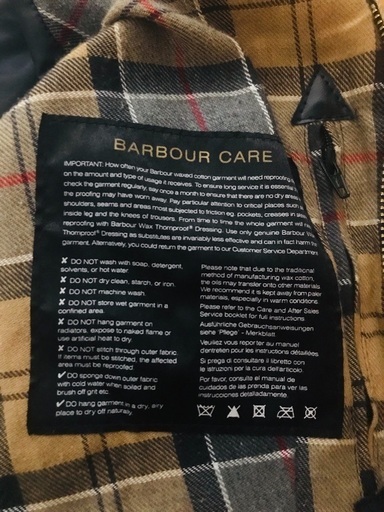 BARBOUR CARE
IMPORTANT: How often your Barbour waxed cotton garment will need reproofing
on the amount and type of usage it receives. To ensure long service it is essential
check the garment regularly, say once a month to ensure that there are no dry areas
the proofing may have worn away. Pay particular attention to critical places such as
shoulders, seams and areas most subjected to friction eg. pockets, creases in
inside leg and the knees of trousers. From time to time the whole garment will
reproofing with Barbour Wax Thornproof® Dressing. Use only genuine Barbour
Thornproof® Dressing as substitutes are invariably less effective and can in fact harm
garment. Alternatively, you could return the garment to our Customer Service Department
✘ DO NOT wash with soap, detergent,
solvents, or hot water.
✘ DO NOT dry clean, starch, or iron.
✘ DO NOT machine wash.
✘ DO NOT store wet garment in a
confined area.
✘ DO NOT hang garment on
radiators, expose to naked flame or
use artificial heat to dry.
✘ DO NOT stitch through outer fabric
If items must be stitched, the affected
area must be reproofed
✔ DO sponge down outer fabric
with cold water when soiled and
brush off grit etc.
✔ DO hang garment in a dry, airy
place to dry off naturally.
Please note that due to the traditional
method of manufacturing wax cotton,
the oils may transfer onto other materials
We recommend it is kept away from paler
materials, especially in warm conditions.
Please refer to the Care and After Sales
Service booklet for full instructions
Ausführliche Gebrauchsanweisungen
siehe 'Pflege' - Merkblatt
Veuillez vous reporter au manuel
d'entretien pour les instructions détaillées.
Si prega di consultare il libretto con
le istruzioni per la cura dell'articolo.
Por favor, consulte el manual de
cuidados de las prenda para ver las
instrucciones detalladamente.